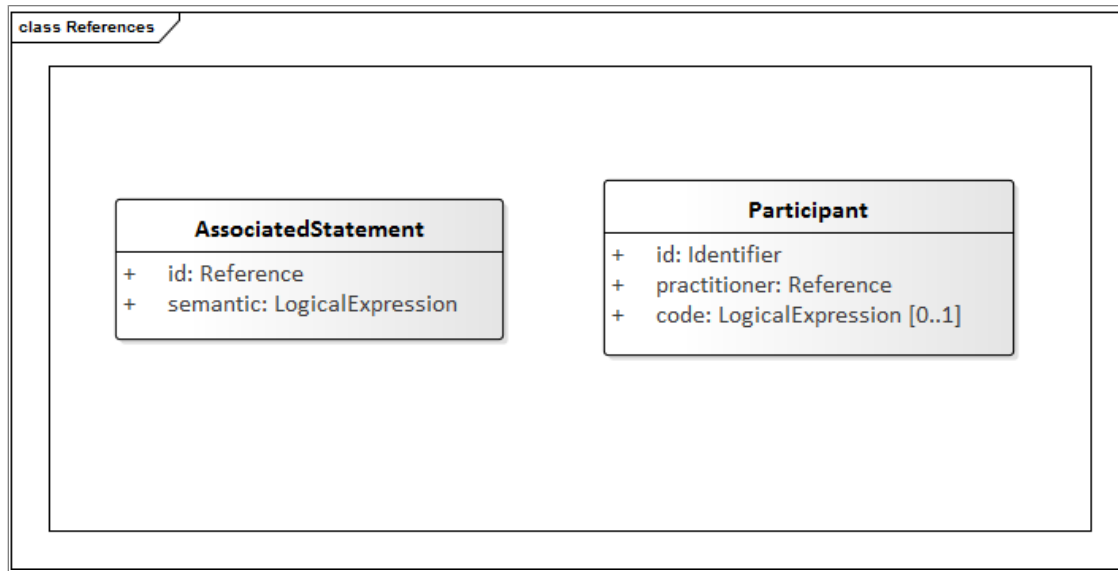 class References
AssociatedStatement
+ id: Reference
+ semantic: LogicalExpression
Participant
+ id: Identifier
+ practitioner: Reference
+ code: LogicalExpression [0..1]